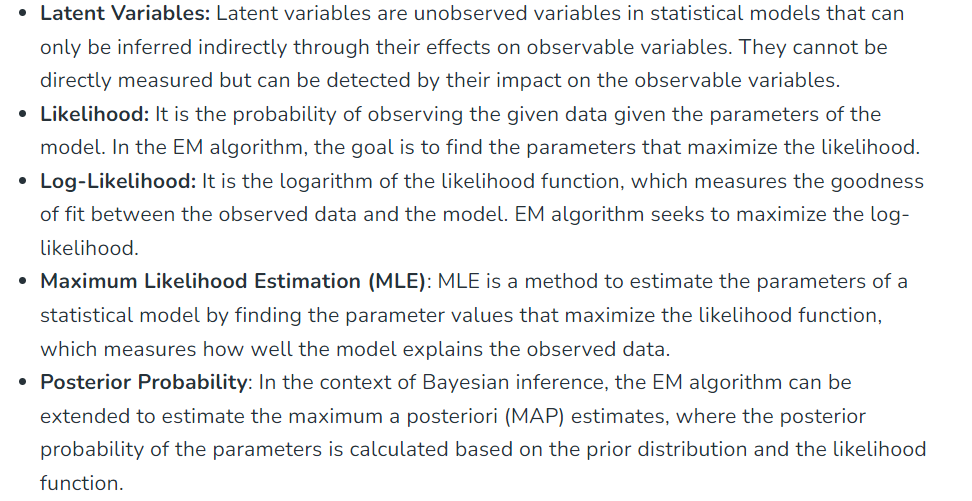 • Latent Variables: Latent variables are unobserved variables in statistical models that can
only be inferred indirectly through their effects on observable variables. They cannot be
directly measured but can be detected by their impact on the observable variables.
• Likelihood: It is the probability of observing the given data given the parameters of the
model. In the EM algorithm, the goal is to find the parameters that maximize the likelihood.
• Log-Likelihood: It is the logarithm of the likelihood function, which measures the goodness
of fit between the observed data and the model. EM algorithm seeks to maximize the log-
likelihood.
• Maximum Likelihood Estimation (MLE): MLE is a method to estimate the parameters of a
statistical model by finding the parameter values that maximize the likelihood function,
which measures how well the model explains the observed data.
• Posterior Probability: In the context of Bayesian inference, the EM algorithm can be
extended to estimate the maximum a posteriori (MAP) estimates, where the posterior
probability of the parameters is calculated based on the prior distribution and the likelihood
function.